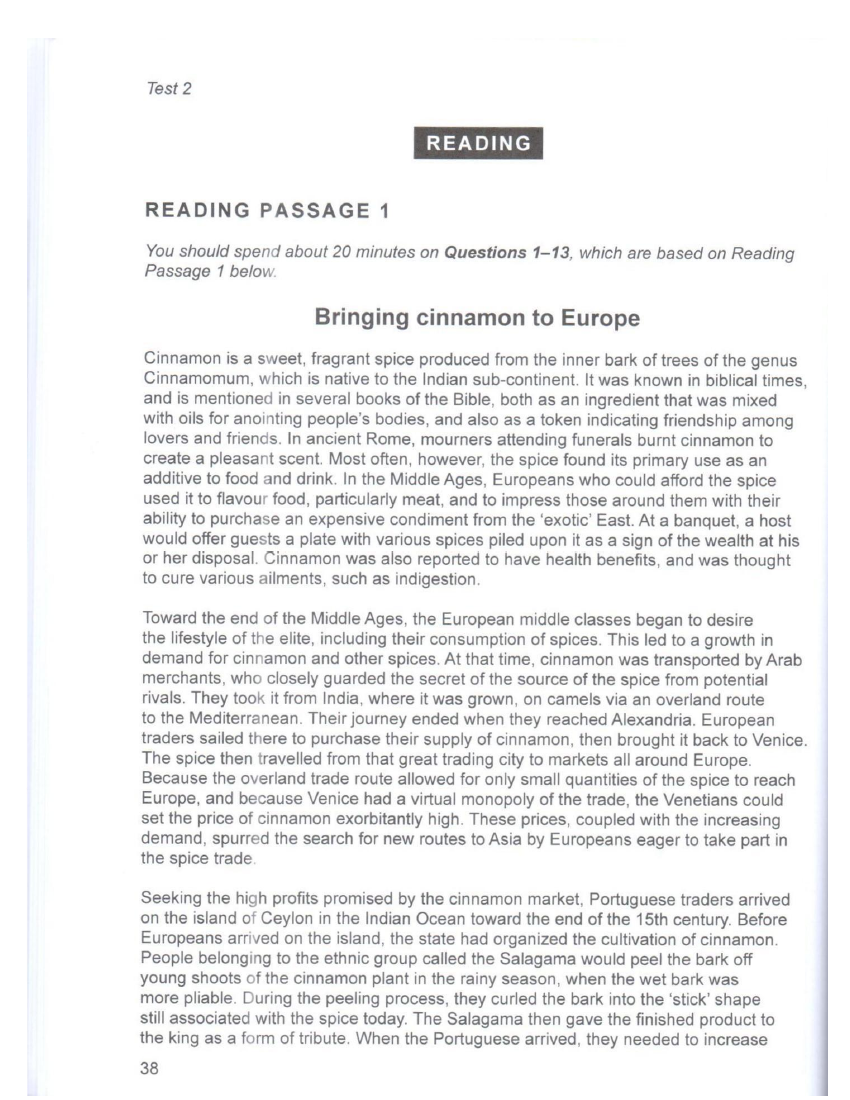 Test 2
READING
READING PASSAGE 1
You should spend about 20 minutes on Questions 1–13, which are based on Reading
Passage 1 below.
Bringing cinnamon to Europe
Cinnamon is a sweet, fragrant spice produced from the inner bark of trees of the genus
Cinnamomum, which is native to the Indian sub-continent. It was known in biblical times,
and is mentioned in several books of the Bible, both as an ingredient that was mixed
with oils for anointing people's bodies, and also as a token indicating friendship among
lovers and friends. In ancient Rome, mourners attending funerals burnt cinnamon to
create a pleasant scent. Most often, however, the spice found its primary use as an
additive to food and drink. In the Middle Ages, Europeans who could afford the spice
used it to flavour food, particularly meat, and to impress those around them with their
ability to purchase an expensive condiment from the 'exotic' East. At a banquet, a host
would offer guests a plate with various spices piled upon it as a sign of the wealth at his
or her disposal. Cinnamon was also reported to have health benefits, and was thought
to cure various ailments, such as indigestion.
Toward the end of the Middle Ages, the European middle classes began to desire
the lifestyle of the elite, including their consumption of spices. This led to a growth in
demand for cinnamon and other spices. At that time, cinnamon was transported by Arab
merchants, who closely guarded the secret of the source of the spice from potential
rivals. They took it from India, where it was grown, on camels via an overland route
to the Mediterranean. Their journey ended when they reached Alexandria. European
traders sailed there to purchase their supply of cinnamon, then brought it back to Venice.
The spice then travelled from that great trading city to markets all around Europe.
Because the overland trade route allowed for only small quantities of the spice to reach
Europe, and because Venice had a virtual monopoly of the trade, the Venetians could
set the price of cinnamon exorbitantly high. These prices, coupled with the increasing
demand, spurred the search for new routes to Asia by Europeans eager to take part in
the spice trade.
Seeking the high profits promised by the cinnamon market, Portuguese traders arrived
on the island of Ceylon in the Indian Ocean toward the end of the 15th century. Before
Europeans arrived on the island, the state had organized the cultivation of cinnamon.
People belonging to the ethnic group called the Salagama would peel the bark off
young shoots of the cinnamon plant in the rainy season, when the wet bark was
more pliable. During the peeling process, they curled the bark into the 'stick' shape
still associated with the spice today. The Salagama then gave the finished product to
the king as a form of tribute. When the Portuguese arrived, they needed to increase
38